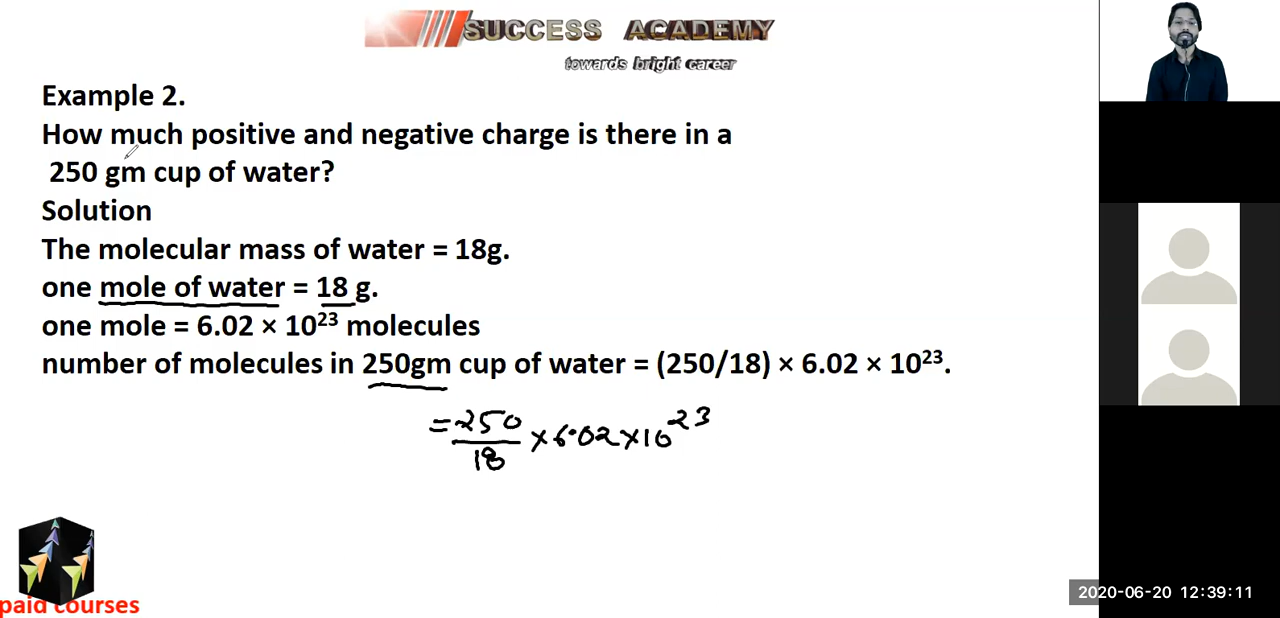 SUCCESS ACADEMY
towards bright career
Example 2.
How much positive and negative charge is there in a
250 gm cup of water?
Solution
The molecular mass of water = 18g.
one mole of water = 18 g.
one mole = 6.02 × 10²³ molecules
number of molecules in 250gm cup of water = (250/18) × 6.02 × 10²³.
= 250/18 × 6.02 × 10²³
paid courses
2020-06-20 12:39:11